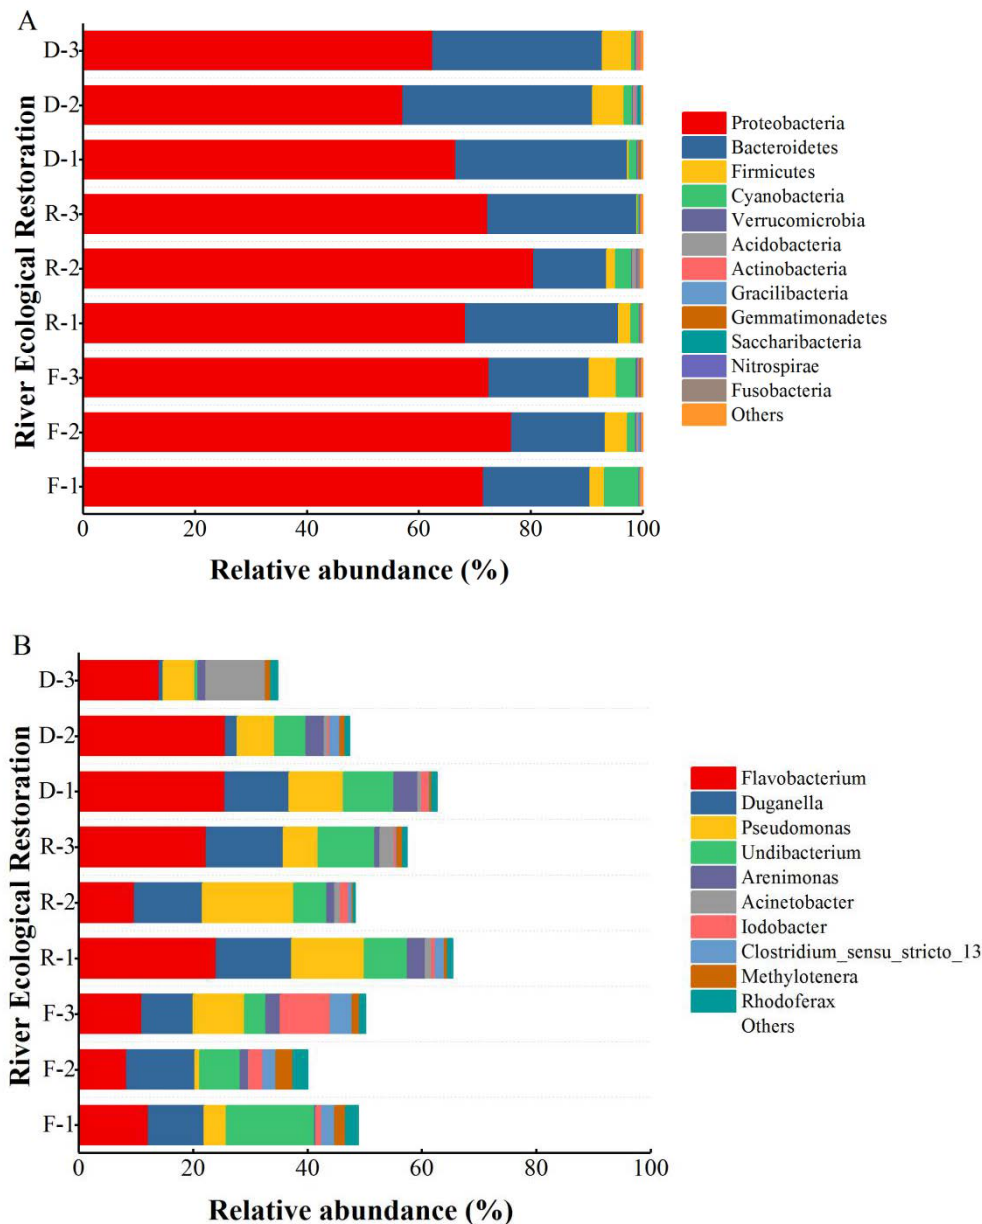 A
River Ecological Restoration
D-3
D-2
D-1
R-3
R-2
R-1
F-3
F-2
F-1
0 20 40 60 80 100
Relative abundance (%)
Proteobacteria
Bacteroidetes
Firmicutes
Cyanobacteria
Verrucomicrobia
Acidobacteria
Actinobacteria
Gracilibacteria
Gemmatimonadetes
Saccharibacteria
Nitrospirae
Fusobacteria
Others
B
River Ecological Restoration
D-3
D-2
D-1
R-3
R-2
R-1
F-3
F-2
F-1
0 20 40 60 80 100
Relative abundance (%)
Flavobacterium
Duganella
Pseudomonas
Undibacterium
Arenimonas
Acinetobacter
Iodobacter
Clostridium_sensu_stricto_13
Methylotenera
Rhodoferax
Others